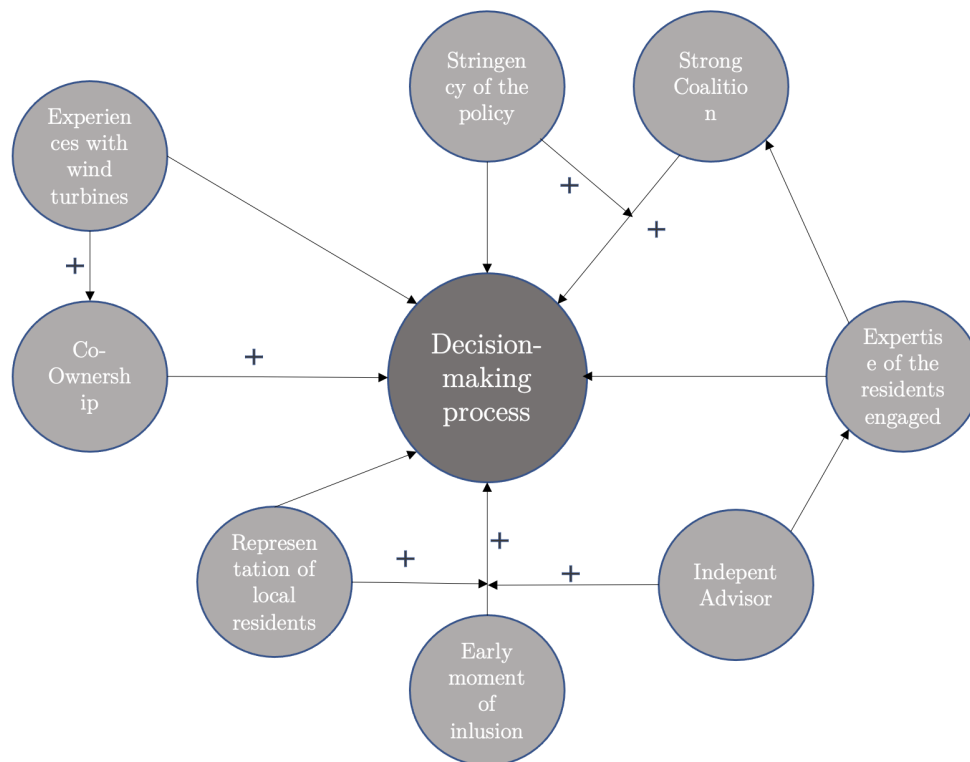 Stringen
cy of the
policy
Strong
Coalitio
n
Experien
ces with
wind
turbines
+
+
+
Co-
Ownersh
ip
+
Decision-
making
process
Expertis
e of the
residents
engaged
Represen
tation of
local
residents
+
+
+
Indepent
Advisor
Early
moment
of
inlusion